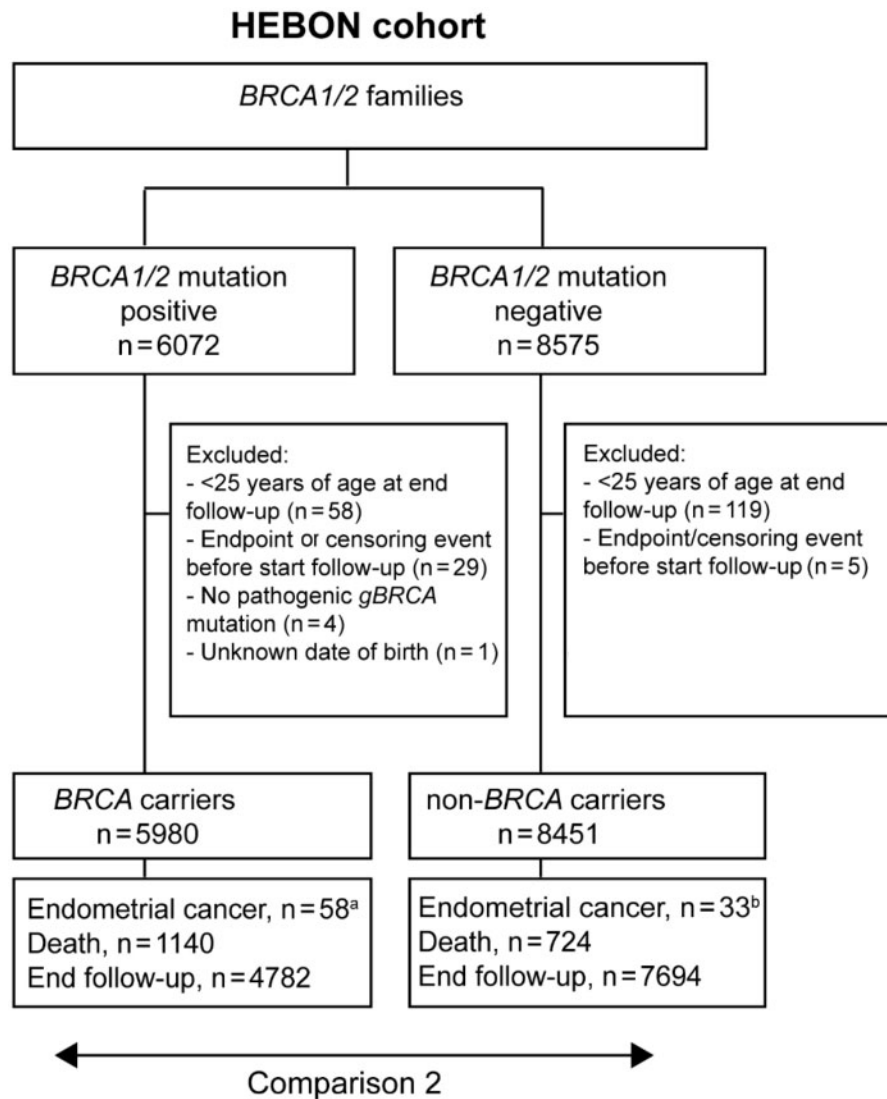 HEBON cohort
BRCA1/2 families
BRCA1/2 mutation
positive
n=6072
BRCA1/2 mutation
negative
n=8575
Excluded:
- <25 years of age at end
follow-up (n=58)
- Endpoint or censoring event
before start follow-up (n=29)
- No pathogenic gBRCA
mutation (n=4)
- Unknown date of birth (n=1)
Excluded:
- <25 years of age at end
follow-up (n=119)
- Endpoint/censoring event
before start follow-up (n=5)
BRCA carriers
n=5980
non-BRCA carriers
n=8451
Endometrial cancer, n=58ᵃ
Death, n=1140
End follow-up, n=4782
Endometrial cancer, n=33ᵇ
Death, n=724
End follow-up, n=7694
Comparison 2